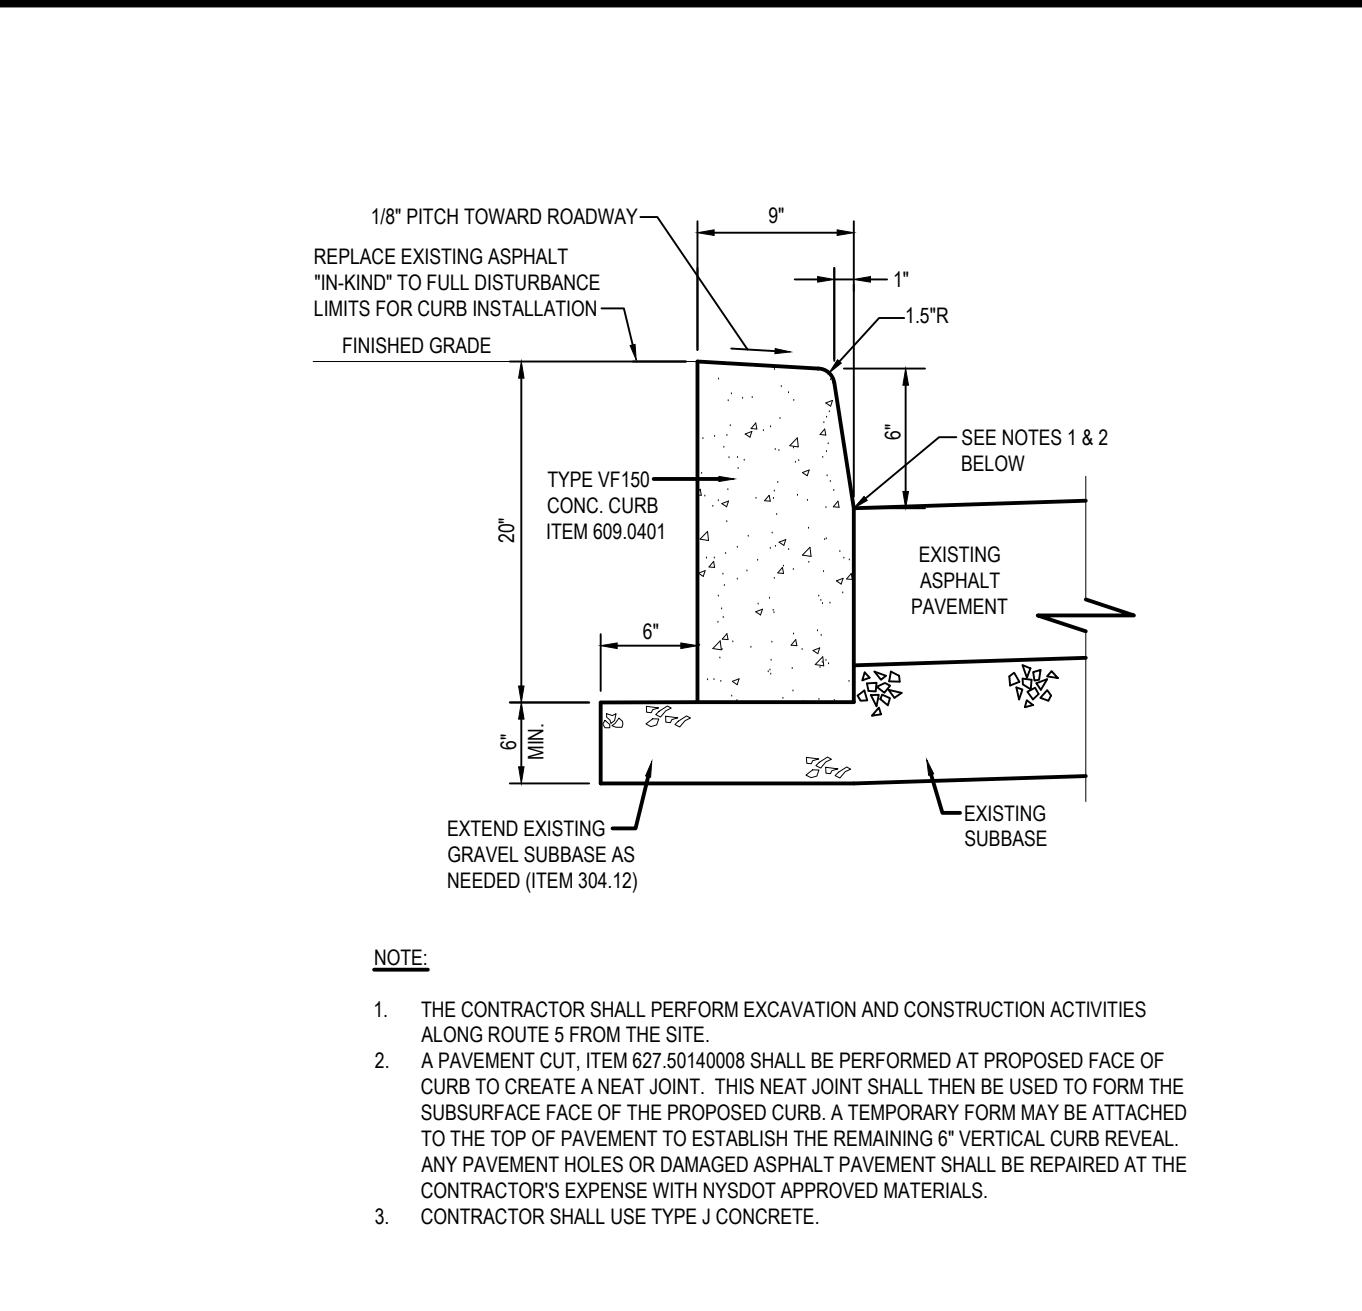 1/8" PITCH TOWARD ROADWAY
9"
REPLACE EXISTING ASPHALT
"IN-KIND" TO FULL DISTURBANCE
LIMITS FOR CURB INSTALLATION
1"
1.5"R
FINISHED GRADE
6"
SEE NOTES 1 & 2
BELOW
TYPE VF150
CONC. CURB
ITEM 609.0401
20"
EXISTING
ASPHALT
PAVEMENT
6"
6"
MIN.
EXISTING
SUBBASE
EXTEND EXISTING
GRAVEL SUBBASE AS
NEEDED (ITEM 304.12)
NOTE:
1. THE CONTRACTOR SHALL PERFORM EXCAVATION AND CONSTRUCTION ACTIVITIES
ALONG ROUTE 5 FROM THE SITE.
2. A PAVEMENT CUT, ITEM 627.50140008 SHALL BE PERFORMED AT PROPOSED FACE OF
CURB TO CREATE A NEAT JOINT. THIS NEAT JOINT SHALL THEN BE USED TO FORM THE
SUBSURFACE FACE OF THE PROPOSED CURB. A TEMPORARY FORM MAY BE ATTACHED
TO THE TOP OF PAVEMENT TO ESTABLISH THE REMAINING 6" VERTICAL CURB REVEAL.
ANY PAVEMENT HOLES OR DAMAGED ASPHALT PAVEMENT SHALL BE REPAIRED AT THE
CONTRACTOR'S EXPENSE WITH NYSDOT APPROVED MATERIALS.
3. CONTRACTOR SHALL USE TYPE J CONCRETE.